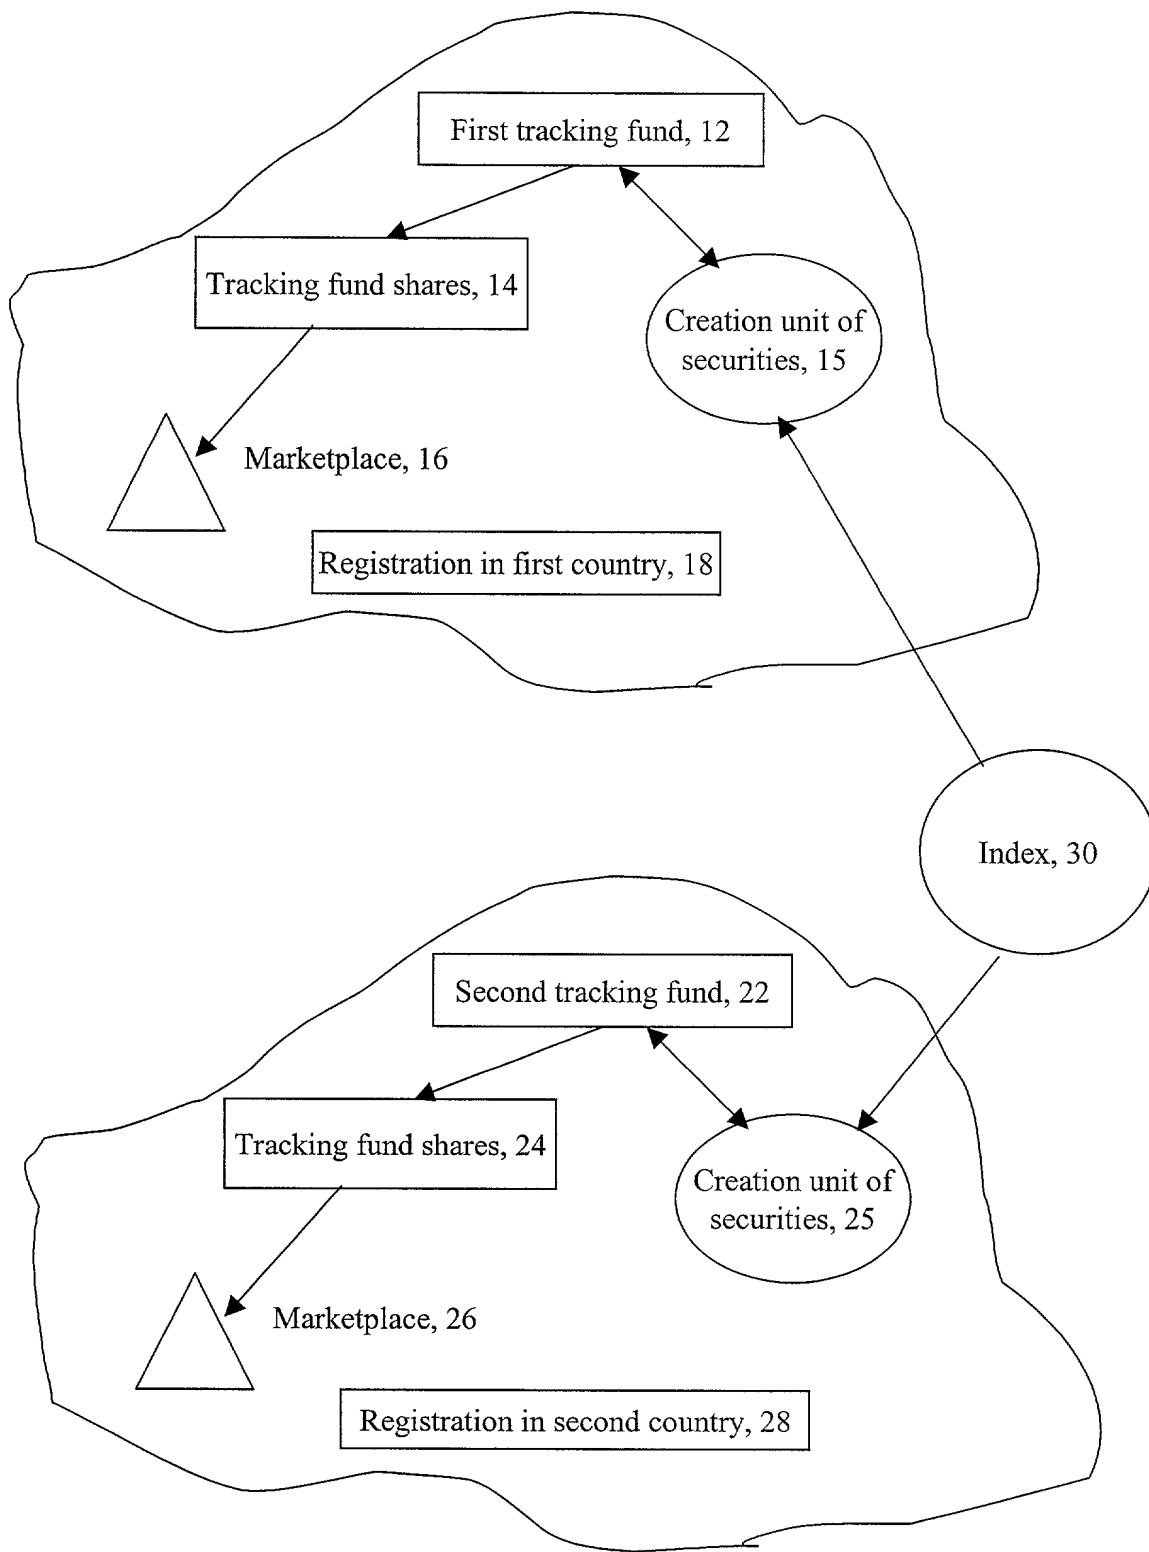 First tracking fund, 12
Tracking fund shares, 14
Creation unit of
securities, 15
Marketplace, 16
Registration in first country, 18
Index, 30
Second tracking fund, 22
Tracking fund shares, 24
Creation unit of
securities, 25
Marketplace, 26
Registration in second country, 28